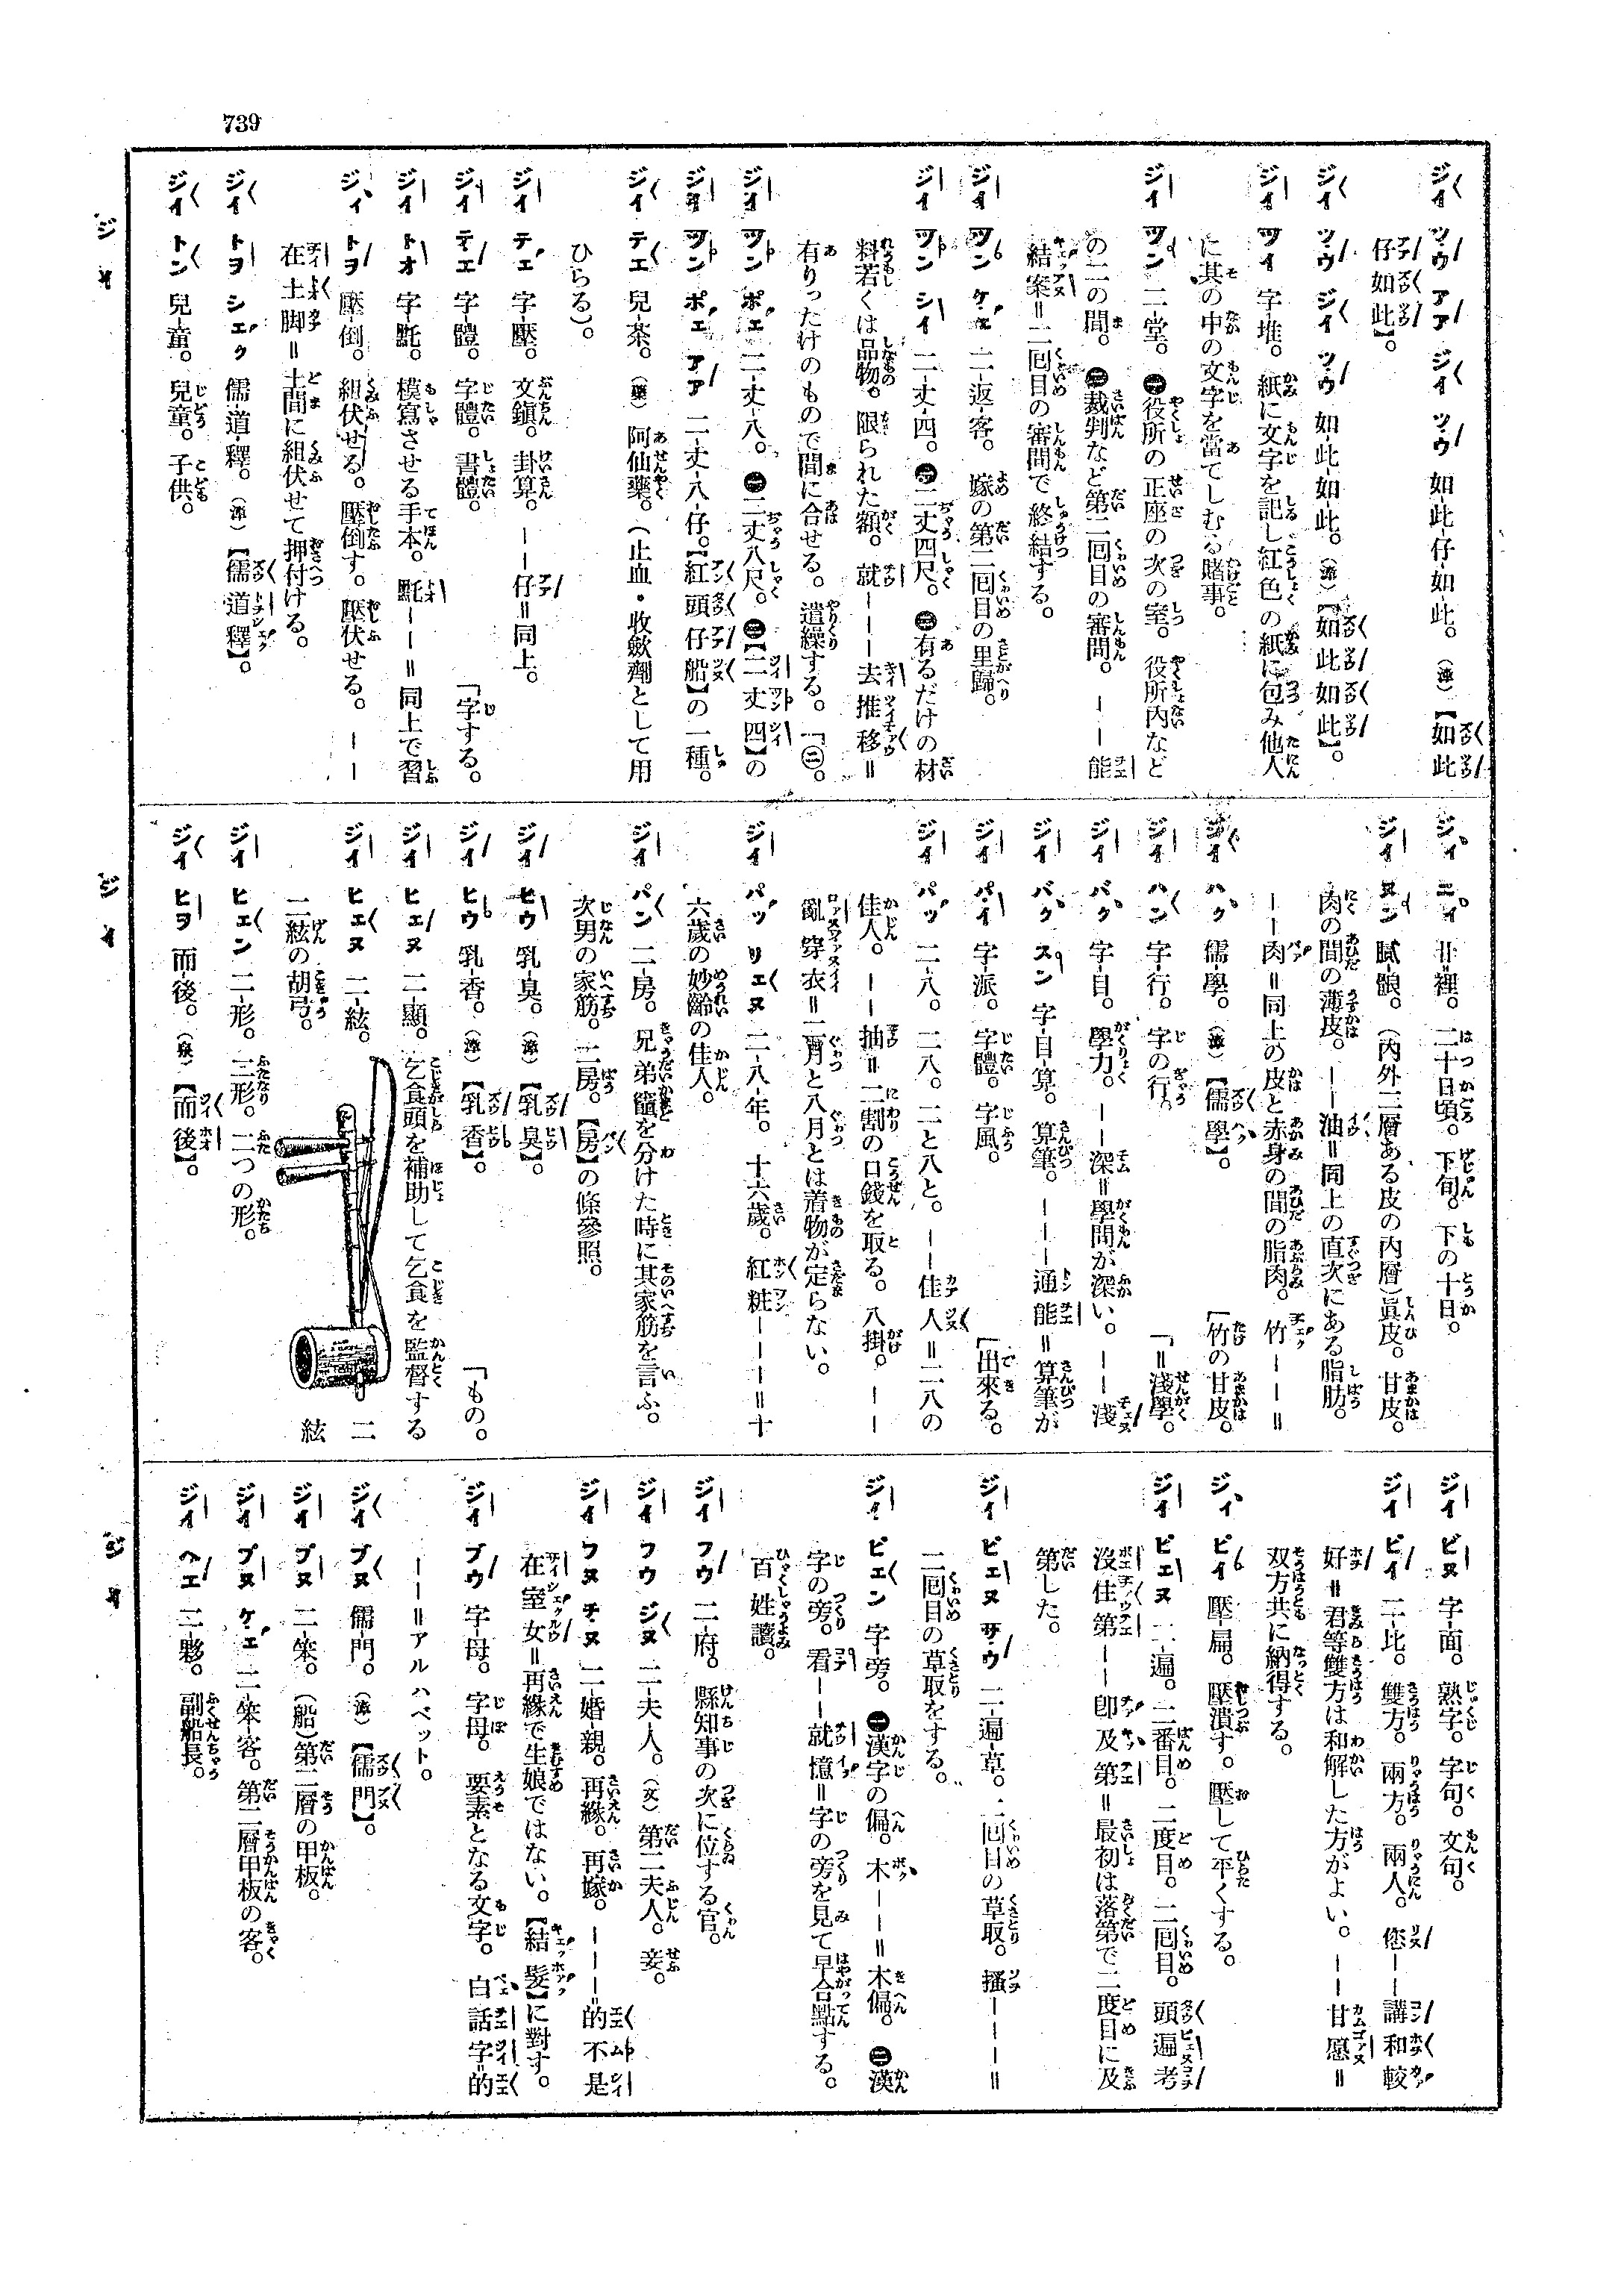 739
ジイ ツウ アア ジイ ツウ 如-此-仔-如-此。(漳)【如此
仔如此】。
ジイ ツウ ジイ ツウ 如-此-如-此。(漳)【如此如此】。
ジイ ツイ 字-堆。紙に文字を記し紅色の紙に包み他人
に其の中の文字を當てしむる賭事。
ジイ ツン 二-堂。㊀役所の正座の次の室。役所内など
の二の間。㊁裁判など第二囘目の審問。――能
結案=二囘目の審問で終結する。
ジイ ツン ケェ 二-返-客。嫁の第二囘目の里歸。
ジイ ツン シイ 二-丈-四。㊀二丈四尺。㊁有るだけの材
料若くは品物。限られた額。就―――去推移=
有りったけのもので間に合せる。遣繰する。「㊁。
ジイ ツン ポェ 二-丈-八。㊀二丈八尺。㊁【二丈四】の
ジイ ツン ポェ アア 二-丈-八-仔。【紅頭仔船】の一種。
ジイ テエ 兒-茶。(藥)阿仙藥。(止血・收斂劑として用
ひらる)。
ジイ テェ 字-壓。文鎭。卦算。――仔=同上。
ジイ テエ 字-體。字體。書體。 「字する。
ジイ トオ 字-㲍。模寫させる手本。㲍――=同上で習
ジイ トヲ 壓-倒。組伏せる。壓倒す。壓伏せる。――
在土脚=土間に組伏せて押付ける。
ジイ トヲ シェク 儒-道-釋。(漳)【儒道釋】。
ジイ トン 兒-童。兒童。子供。
ジイ ニイ 廿-裡。二十日頃。下旬。下の十日。
ジイ ヌン 膩-䏰。(内外二層ある皮の内層)眞皮。甘皮。
肉の間の薄皮。――油=同上の直次にある脂肪。
――肉=同上の皮と赤身の間の脂肉。竹――=
ジイ ハク 儒-學。(漳)【儒學】。 「竹の甘皮。
ジイ ハン 字-行。字の行。 「=淺學。
ジイ バク 字-目。學力。――深=學問が深い。――淺
ジイ バク スン 字-目-算。算筆。―――通能=算筆が
ジイ パイ 字-派。字體。字風。 「出來る。
ジイ パッ 二-八。二八。二と八と。――佳人=二八の
佳人。――抽=二割の口錢を取る。八掛。――
亂穿衣=二月と八月とは着物が定らない。
ジイ パッ リェヌ 二-八-年。十六歲。紅粧―――=十
六歲の妙齡の佳人。
ジイ パン 二-房。兄弟竈を分けた時に其家筋を言ふ。
次男の家筋。二房。【房】の條參照。
ジイ ヒウ 乳-臭。(漳)【乳臭】。
ジイ ヒウ 乳-香。(漳)【乳香】。 「もの。
ジイ ヒェヌ 二-顯。乞食頭を補助して乞食を監督する
ジイ ヒエヌ 二-絃。
二絃の胡弓。
二絃
ジイ ヒェン 二-形。二形。二つの形。
ジイ ヒヲ 而-後。(泉)【而後】。
ジイ ビヌ 字-面。熟字。字句。文句。
ジイ ピイ 二-比。雙方。兩方。兩人。您――講和較
好=君等雙方は和解した方がよい。――甘愿=
双方共に納得する。
ジイ ピイ 壓-扁。壓潰す。壓して平くする。
ジイ ピェヌ 二-遍。二番目。二度目。二囘目。頭遍考
沒住第――卽及第=最初は落第で二度目に及
第した。
ジイ ピェヌ サウ 二-遍-草。二囘目の草取。搔―――=
二囘目の草取をする。
ジイ ピェン 字-旁。㊀漢字の偏。木――=木偏。㊁漢
字の旁。看――就憶=字の旁を見て早合點する。
百姓讀。
ジイ フウ 二-府。縣知事の次に位する官。
ジイ フウ ジヌ 二-夫-人。(文)第二夫人。妾。
ジイ フヌ チヌ 二-婚-親。再緣。再嫁。―――的不是
在室女=再緣で生娘ではない。【結髮】に對す。
ジイ ブウ 字-母。字母。要素となる文字。白話字的
――=アルハベット。
ジイ ブヌ 儒-門。(漳)【儒門】。
ジイ プヌ 二-笨。(船)第二層の甲板。
ジイ プヌ ケェ 二-笨-客。第二層甲板の客。
ジイ ヘエ 二-夥。副船長。
ジイ
ジイ
ジイ